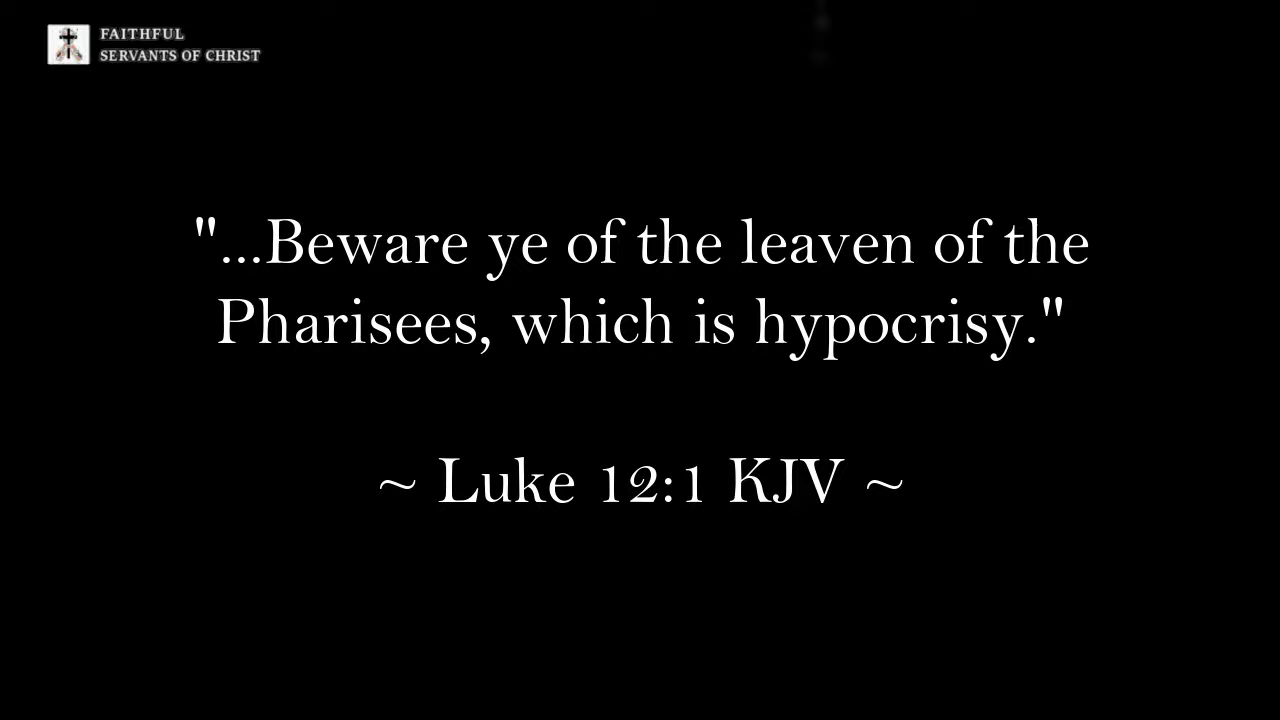 FAITHFUL
SERVANTS OF CHRIST
"...Beware ye of the leaven of the
Pharisees, which is hypocrisy."
~ Luke 12:1 KJV ~